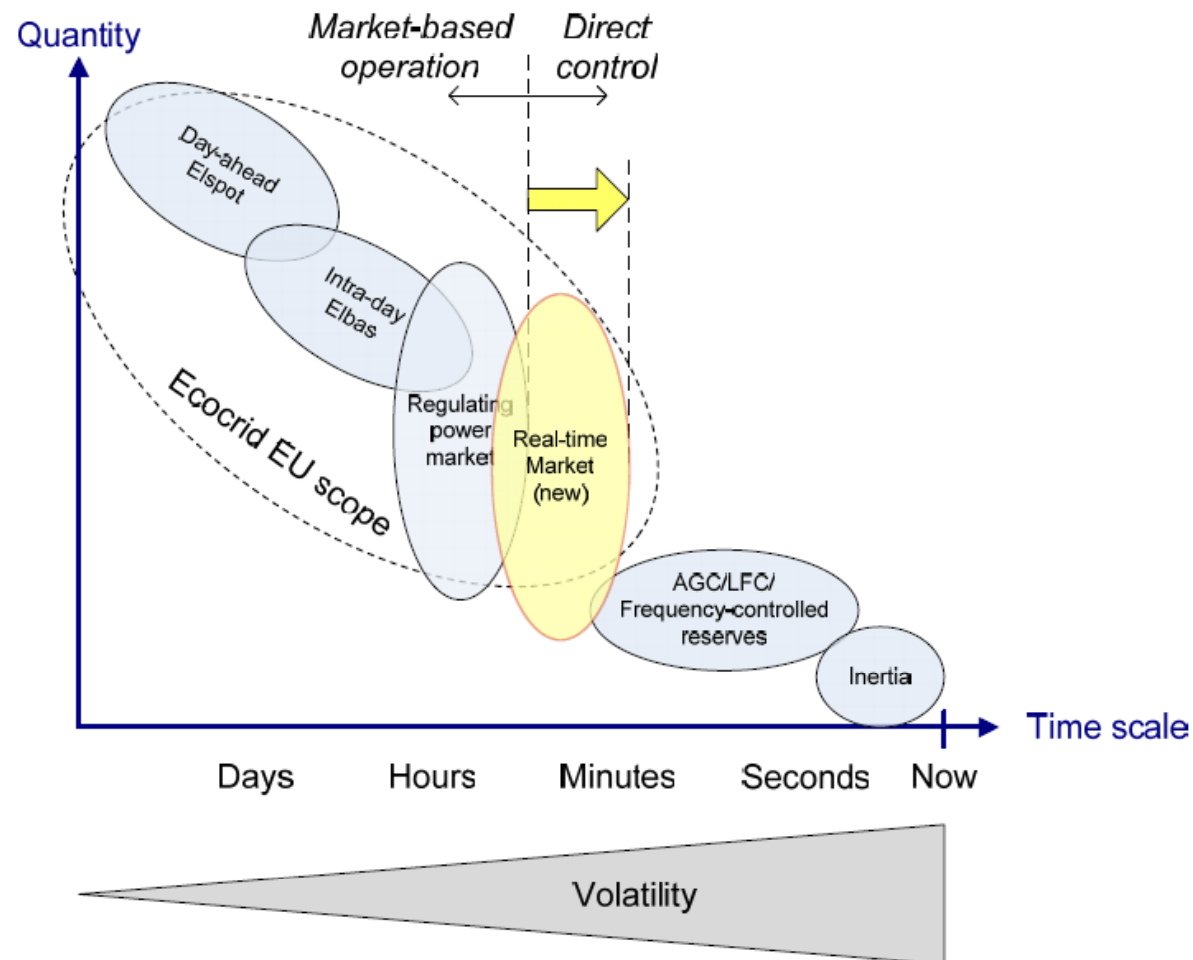 Quantity
Market-based
operation
Direct
control
Day-ahead
Elspot
Intra-day
Elbas
Regulating
power
market
Real-time
Market
(new)
Ecocrid EU scope
AGC/LFC/
Frequency-controlled
reserves
Inertia
Time scale
Days
Hours
Minutes
Seconds
Now
Volatility